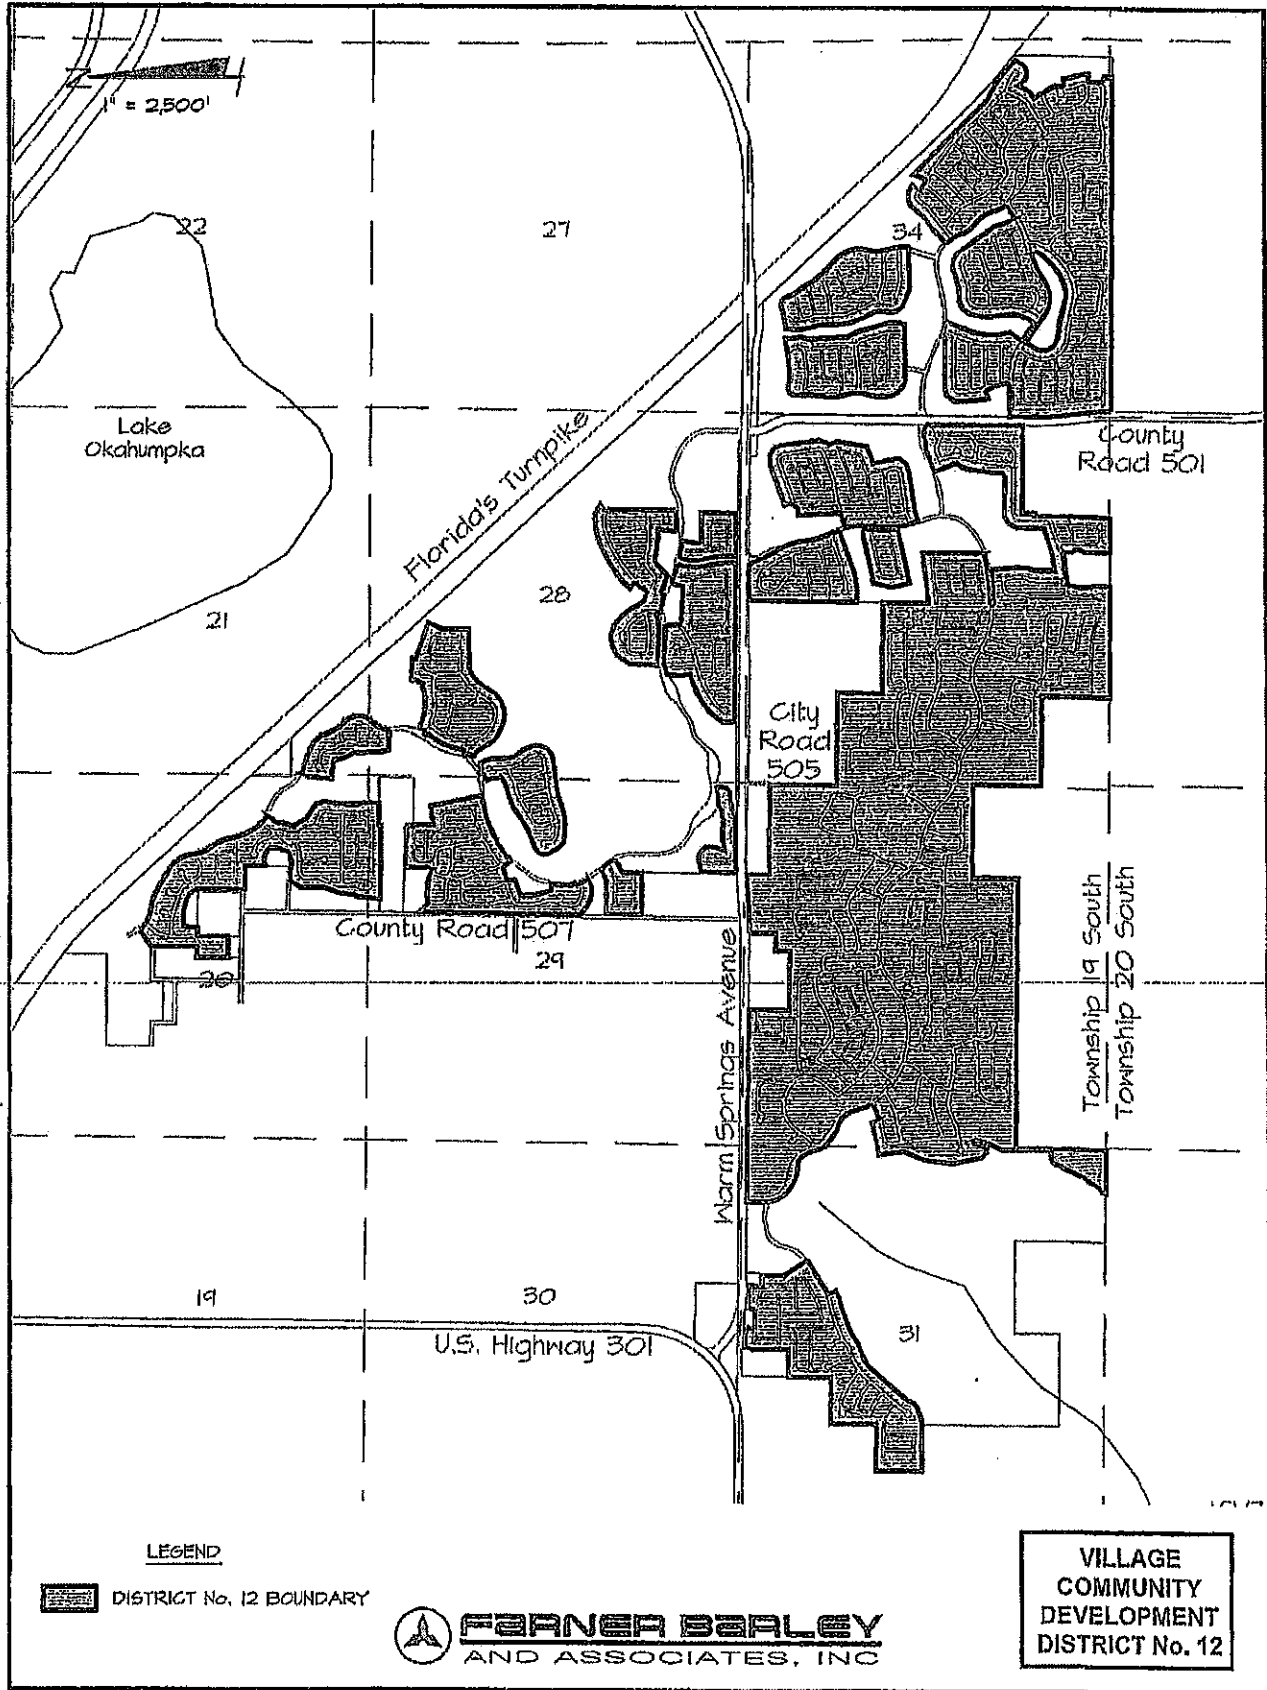 1" = 2,500'
22
27
34
Lake
Okahumpka
Florida's Turnpike
County
Road 501
21
28
City
Road
505
County Road 507
29
20
Warm Springs Avenue
Township 19 South
Township 20 South
19
30
U.S. Highway 301
31
LEGEND
DISTRICT No. 12 BOUNDARY
FARNER BARLEY
AND ASSOCIATES, INC
VILLAGE
COMMUNITY
DEVELOPMENT
DISTRICT No. 12